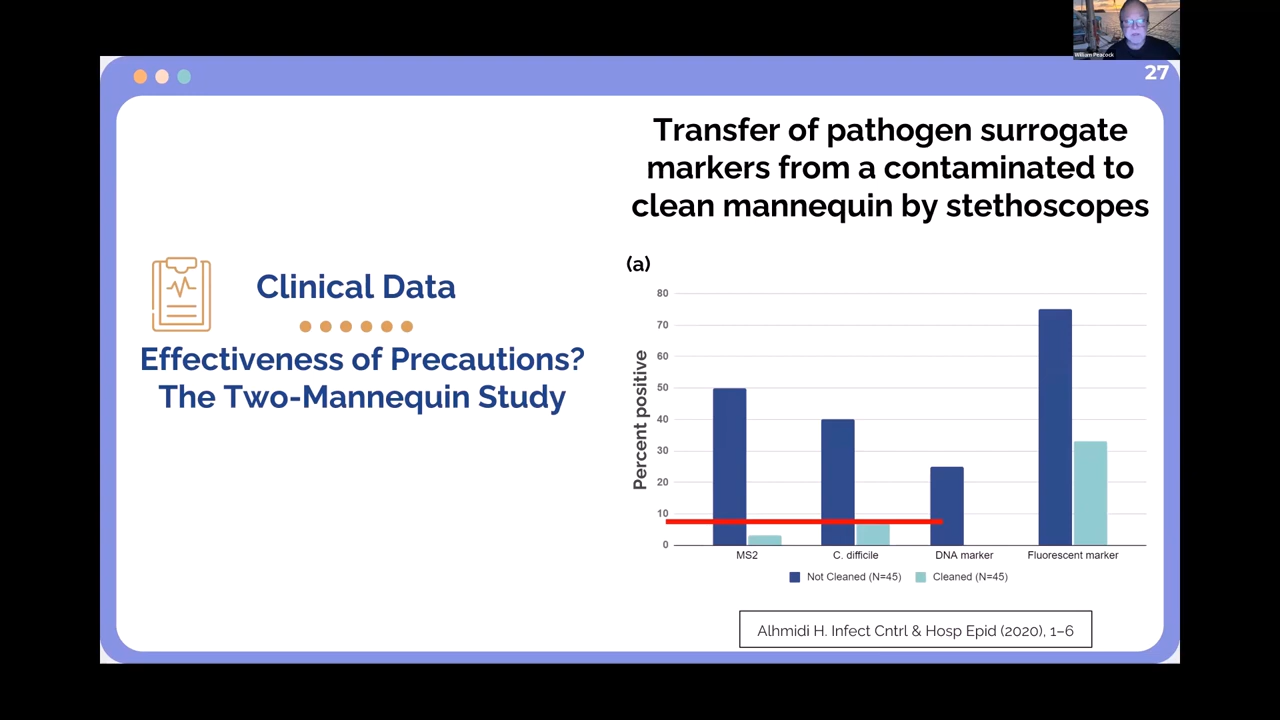 William Peacock
27
Transfer of pathogen surrogate
markers from a contaminated to
clean mannequin by stethoscopes
Clinical Data
Effectiveness of Precautions?
The Two-Mannequin Study
(a)
Percent positive
80
70
60
50
40
30
20
10
0
MS2 C. difficile DNA marker Fluorescent marker
Not Cleaned (N=45) Cleaned (N=45)
Alhmidi H. Infect Cntrl & Hosp Epid (2020), 1–6